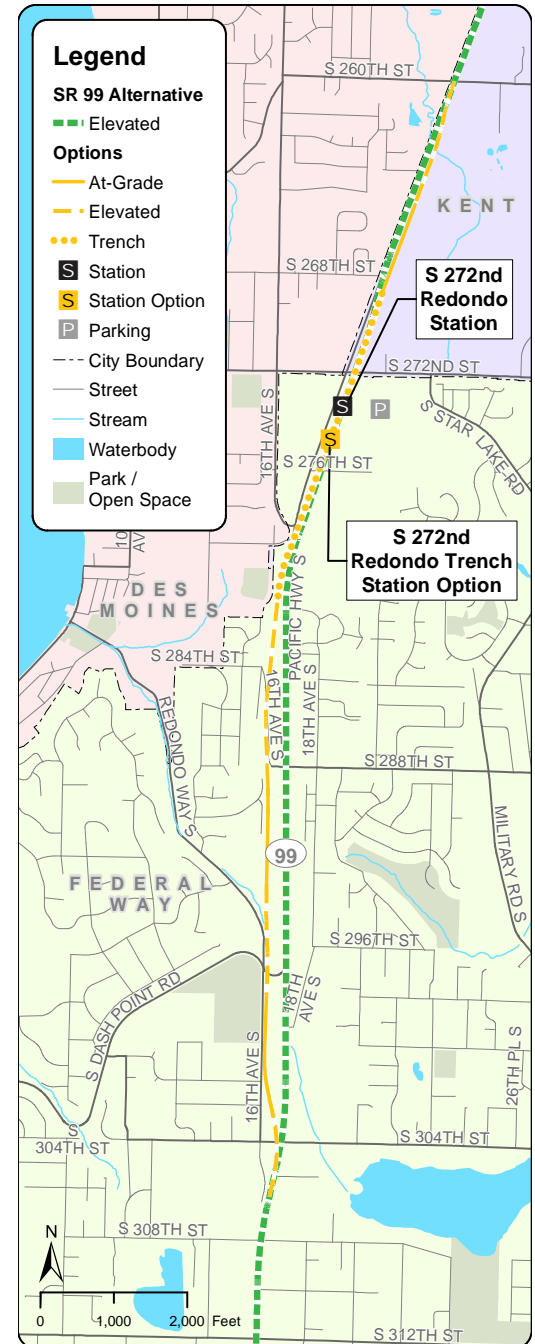 Legend
SR 99 Alternative
Elevated
Options
At-Grade
Elevated
Trench
S Station
S Station Option
P Parking
City Boundary
Street
Stream
Waterbody
Park /
Open Space
S 260TH ST
KENT
S 268TH ST
S 272nd
Redondo
Station
S 272ND ST
S
P
S
16TH AVE S
S STAR LAKE RD
S 276TH ST
S 272nd
Redondo Trench
Station Option
10
AV
DES
MOINES
PACIFIC HWY S
S 284TH ST
16TH AVE S
18TH AVE S
REDONDO WAY S
S 288TH ST
MILITARY RD S
99
FEDERAL
WAY
S 296TH ST
18TH
AVE S
S DASH POINT RD
16TH AVE S
26TH PL S
S
304TH ST
S 304TH ST
S 308TH ST
N
0 1,000 2,000 Feet
S 312TH ST